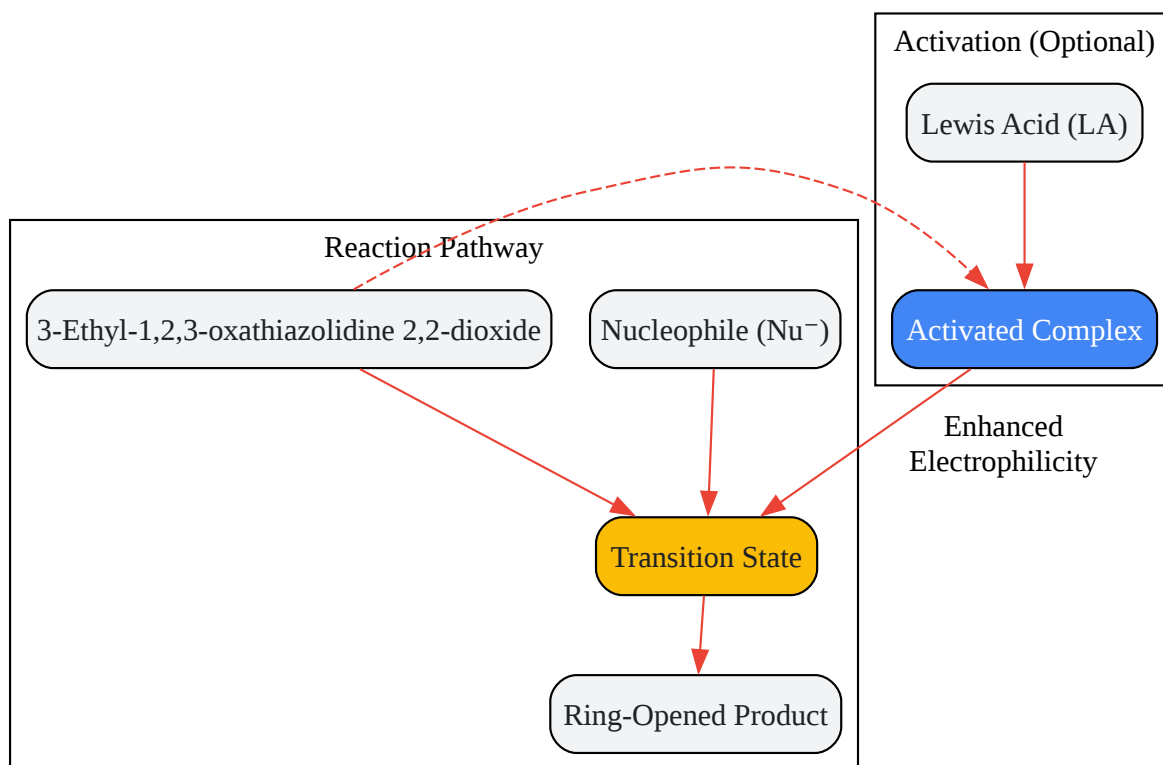 Activation (Optional)
Lewis Acid (LA)
Reaction Pathway
3-Ethyl-1,2,3-oxathiazolidine 2,2-dioxide
Nucleophile (Nu⁻)
Activated Complex
Enhanced
Electrophilicity
Transition State
Ring-Opened Product